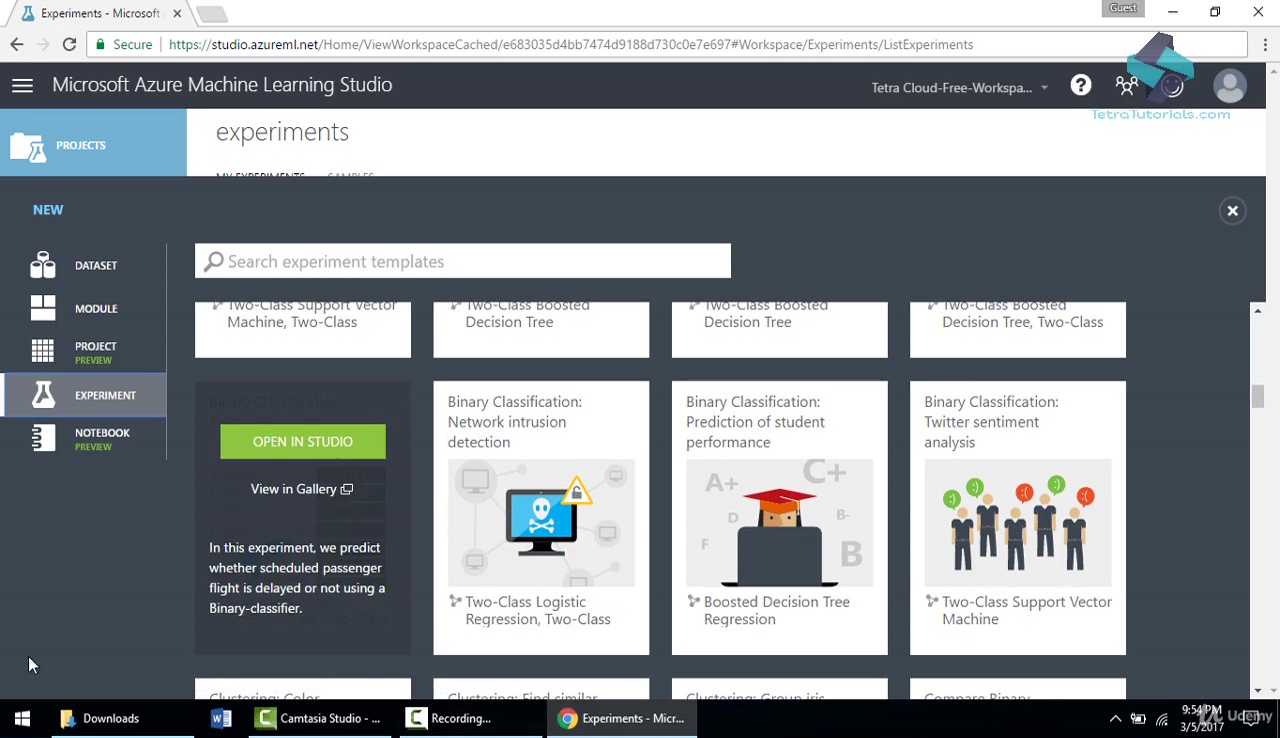 Experiments - Microsoft
Guest
Secure
https://studio.azureml.net/Home/ViewWorkspaceCached/e683035d4bb7474d9188d730c0e7e697#Workspace/Experiments/ListExperiments
Microsoft Azure Machine Learning Studio
Tetra Cloud-Free-Workspa...
TetraTutorials.com
PROJECTS
experiments
MY EXPERIMENTS
SAMPLES
NEW
DATASET
MODULE
PROJECT
PREVIEW
EXPERIMENT
NOTEBOOK
PREVIEW
Search experiment templates
Two-Class Support Vector
Machine, Two-Class
Two-Class Boosted
Decision Tree
Two-Class Boosted
Decision Tree
Two-Class Boosted
Decision Tree, Two-Class
Binary Classification:
OPEN IN STUDIO
View in Gallery
In this experiment, we predict
whether scheduled passenger
flight is delayed or not using a
Binary-classifier.
Binary Classification:
Network intrusion
detection
Two-Class Logistic
Regression, Two-Class
Binary Classification:
Prediction of student
performance
A+
C+
D
B-
F
B
Boosted Decision Tree
Regression
Binary Classification:
Twitter sentiment
analysis
:)
:)
:(
:)
:(
Two-Class Support Vector
Machine
Clustering: Color
Clustering: Find similar
Clustering: Group iris
Compare Binary
Downloads
Camtasia Studio - ...
Recording...
Experiments - Micr...
9:54 PM
3/5/2017
Udemy